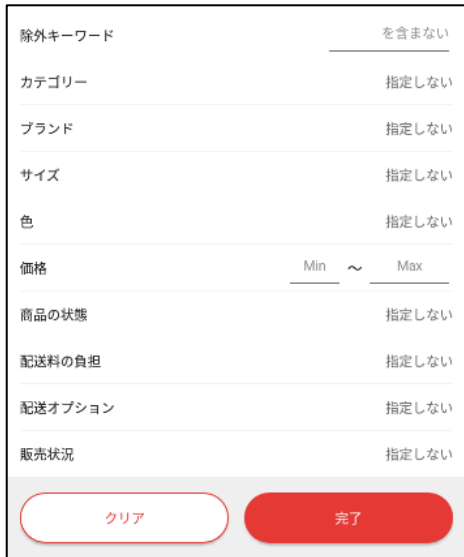 除外キーワード を含まない
カテゴリー 指定しない
ブランド 指定しない
サイズ 指定しない
色 指定しない
価格 Min 〜 Max
商品の状態 指定しない
配送料の負担 指定しない
配送オプション 指定しない
販売状況 指定しない
クリア 完了